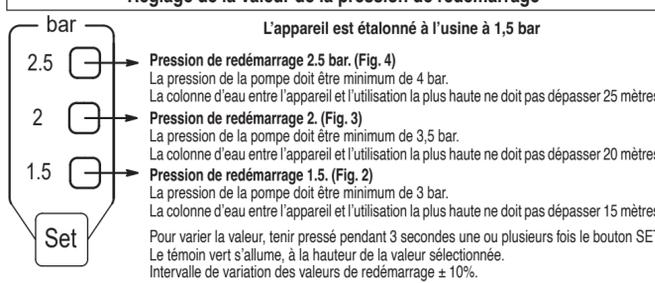 Réglage de la valeur de la pression de redémarrage
bar
L'appareil est étalonné à l'usine à 1,5 bar
2.5
Pression de redémarrage 2.5 bar. (Fig. 4)
La pression de la pompe doit être minimum de 4 bar.
La colonne d'eau entre l'appareil et l'utilisation la plus haute ne doit pas dépasser 25 mètres
2
Pression de redémarrage 2. (Fig. 3)
La pression de la pompe doit être minimum de 3,5 bar.
La colonne d'eau entre l'appareil et l'utilisation la plus haute ne doit pas dépasser 20 mètres
1.5
Pression de redémarrage 1.5. (Fig. 2)
La pression de la pompe doit être minimum de 3 bar.
La colonne d'eau entre l'appareil et l'utilisation la plus haute ne doit pas dépasser 15 mètres
Set
Pour varier la valeur, tenir pressé pendant 3 secondes une ou plusieurs fois le bouton SET
Le témoin vert s'allume, à la hauteur de la valeur sélectionnée.
Intervalle de variation des valeurs de redémarrage ± 10%.